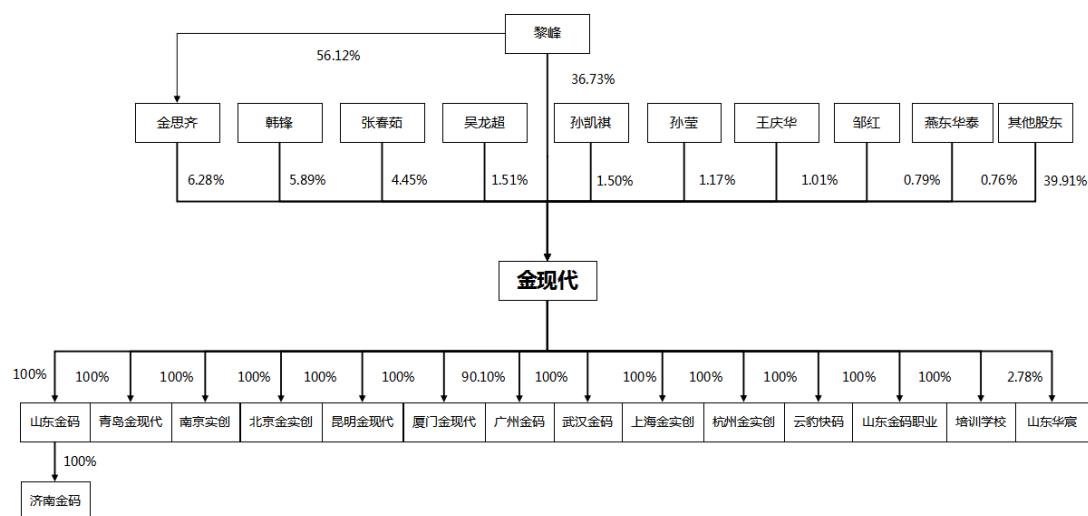 黎峰
56.12%
36.73%
金思齐 韩锋 张春茹 吴龙超 孙凯祺 孙莹 王庆华 邹红 燕东华泰 其他股东
6.28% 5.89% 4.45% 1.51% 1.50% 1.17% 1.01% 0.79% 0.76% 39.91%
金现代
100% 100% 100% 100% 100% 100% 90.10% 100% 100% 100% 100% 100% 100% 2.78%
山东金码 青岛金现代 南京实创 北京金实创 昆明金现代 厦门金现代 广州金码 武汉金码 上海金实创 杭州金实创 云豹快码 山东金码职业 培训学校 山东华宸
100%
济南金码